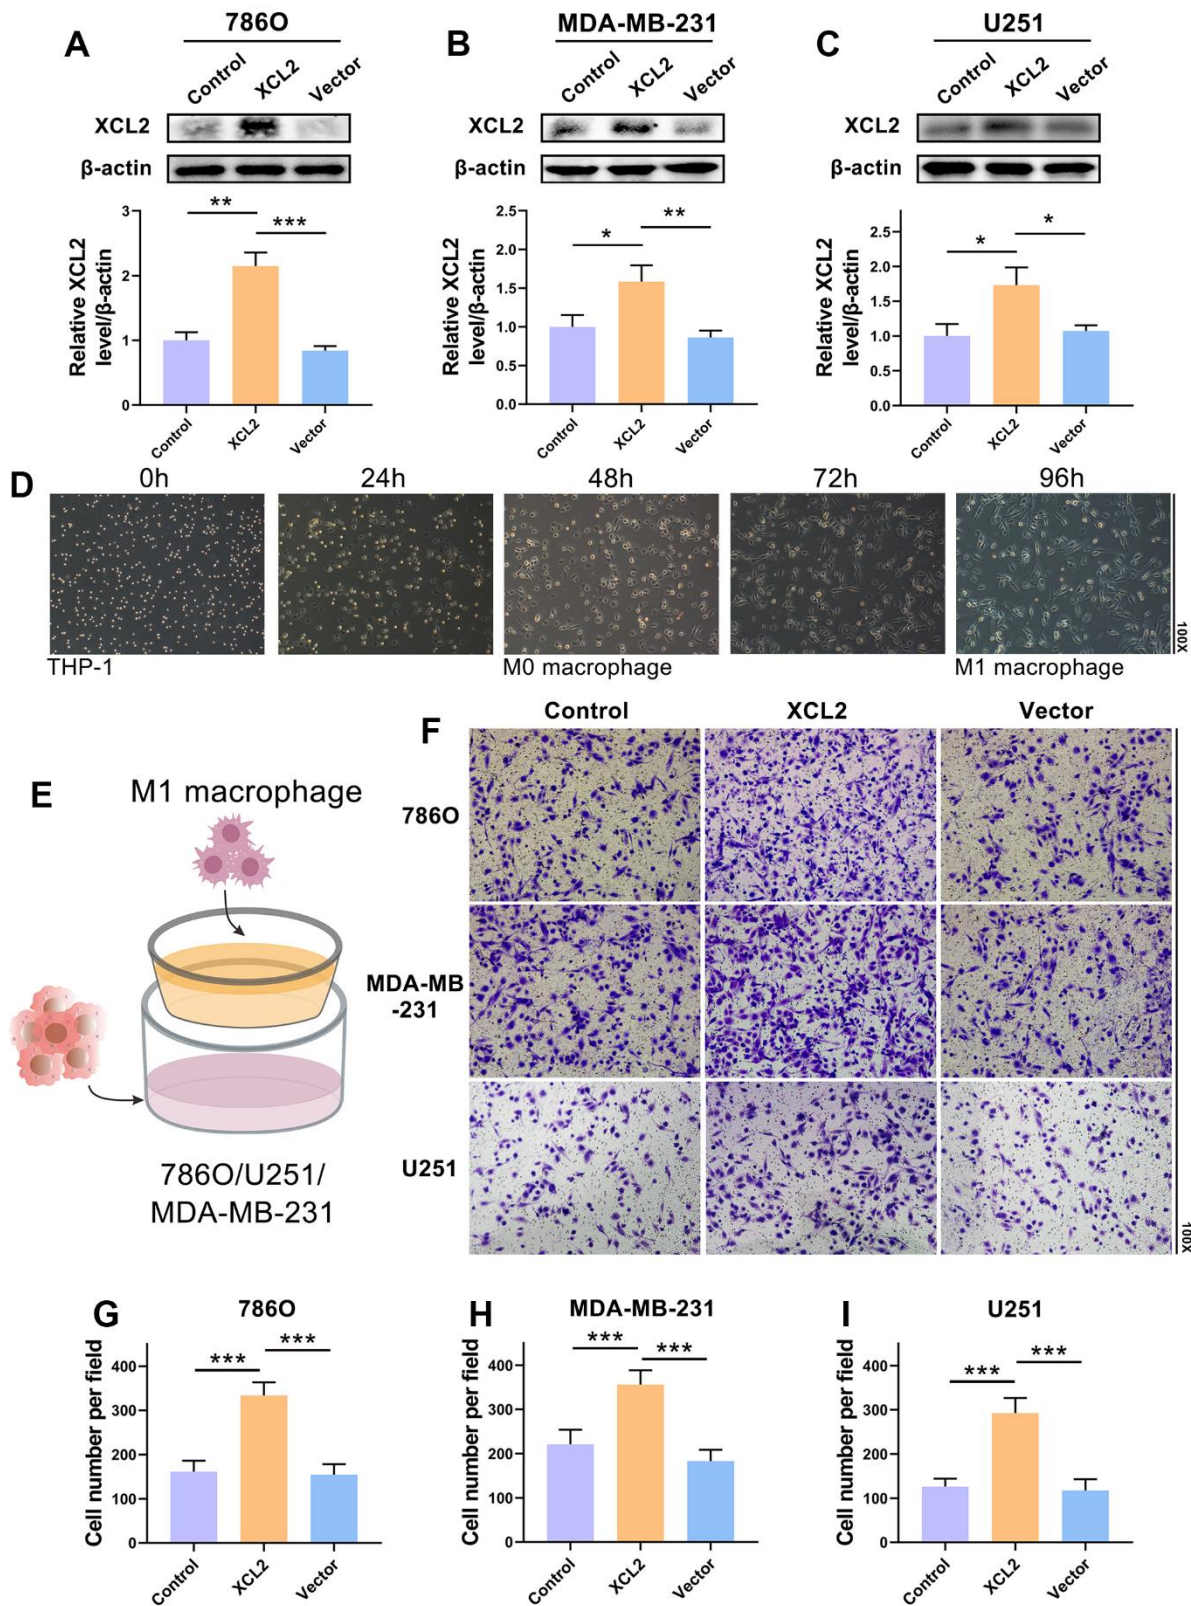 A
786O
Control
XCL2
Vector
XCL2
β-actin
Relative XCL2
level/β-actin
3
2
1
0
**
***
Control
XCL2
Vector
B
MDA-MB-231
Control
XCL2
Vector
XCL2
β-actin
Relative XCL2
level/β-actin
2.5
2.0
1.5
1.0
0.5
0.0
*
**
Control
XCL2
Vector
C
U251
Control
XCL2
Vector
XCL2
β-actin
Relative XCL2
level/β-actin
2.5
2.0
1.5
1.0
0.5
0.0
*
*
Control
XCL2
Vector
D
0h
24h
48h
72h
96h
THP-1
M0 macrophage
M1 macrophage
100X
E
M1 macrophage
786O/U251/
MDA-MB-231
F
Control
XCL2
Vector
786O
MDA-MB
-231
U251
100X
G
786O
Cell number per field
400
300
200
100
0
***
***
Control
XCL2
Vector
H
MDA-MB-231
Cell number per field
400
300
200
100
0
***
***
Control
XCL2
Vector
I
U251
Cell number per field
400
300
200
100
0
***
***
Control
XCL2
Vector